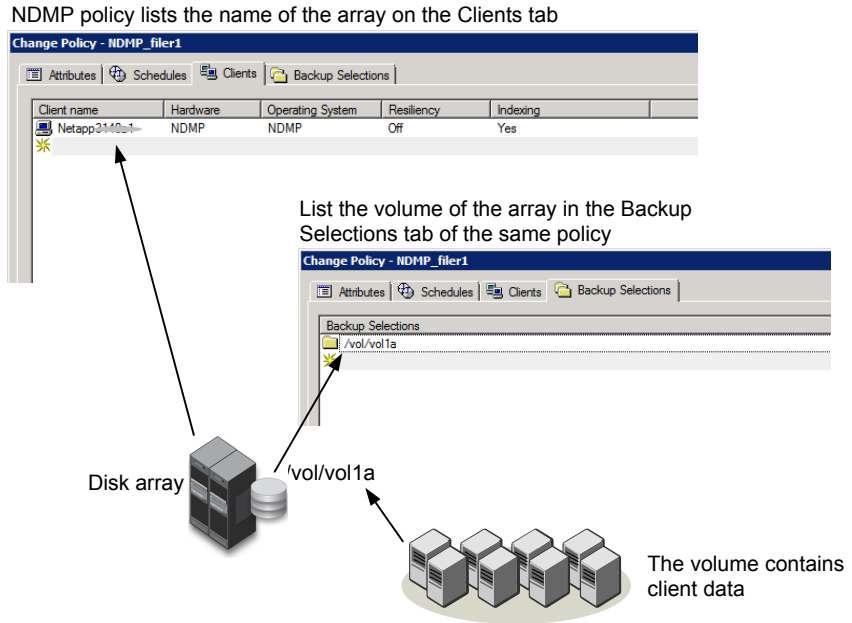 NDMP policy lists the name of the array on the Clients tab
Change Policy - NDMP_filer1
Attributes Schedules Clients Backup Selections
Client name Hardware Operating System Resiliency Indexing
Netapp NDMP NDMP Off Yes
List the volume of the array in the Backup
Selections tab of the same policy
Change Policy - NDMP_filer1
Attributes Schedules Clients Backup Selections
Backup Selections
/vol/vol1a
Disk array
/vol/vol1a
The volume contains
client data